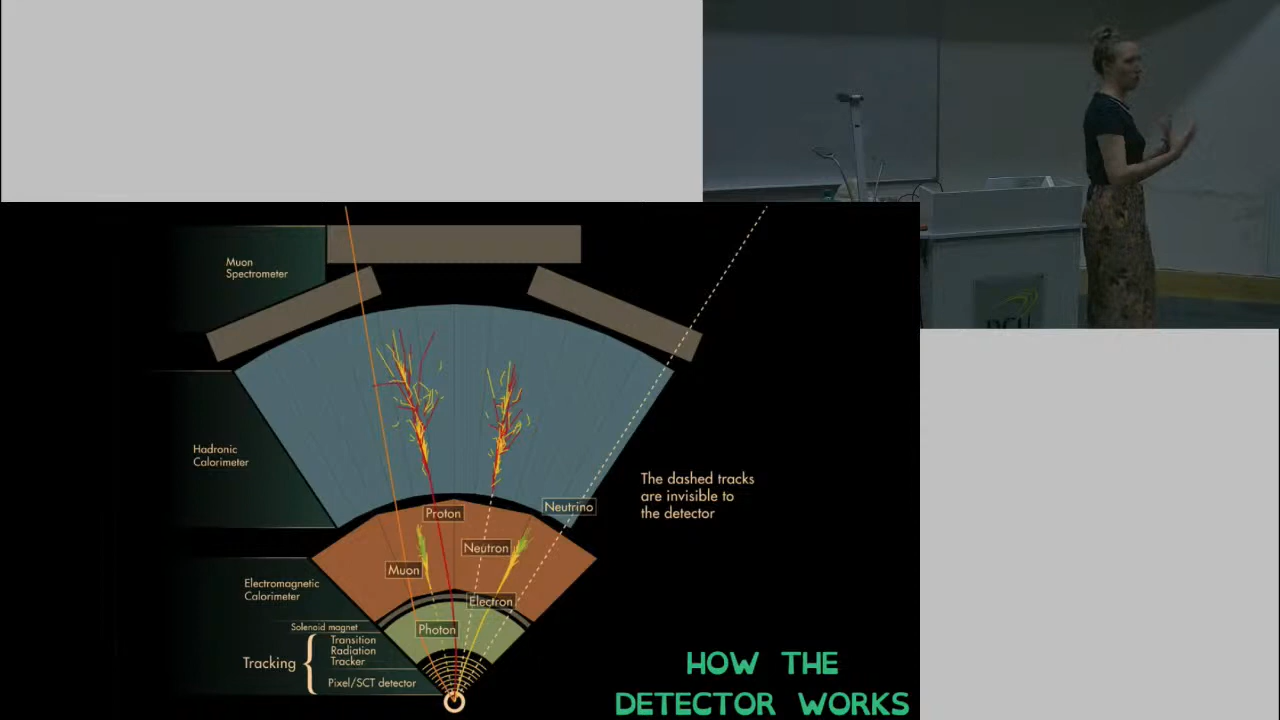 Muon
Spectrometer
Hadronic
Calorimeter
The dashed tracks
are invisible to
the detector
Neutrino
Proton
Neutron
Muon
Electromagnetic
Calorimeter
Electron
Photon
Solenoid magnet
Tracking
Transition
Radiation
Tracker
Pixel/SCT detector
HOW THE
DETECTOR WORKS